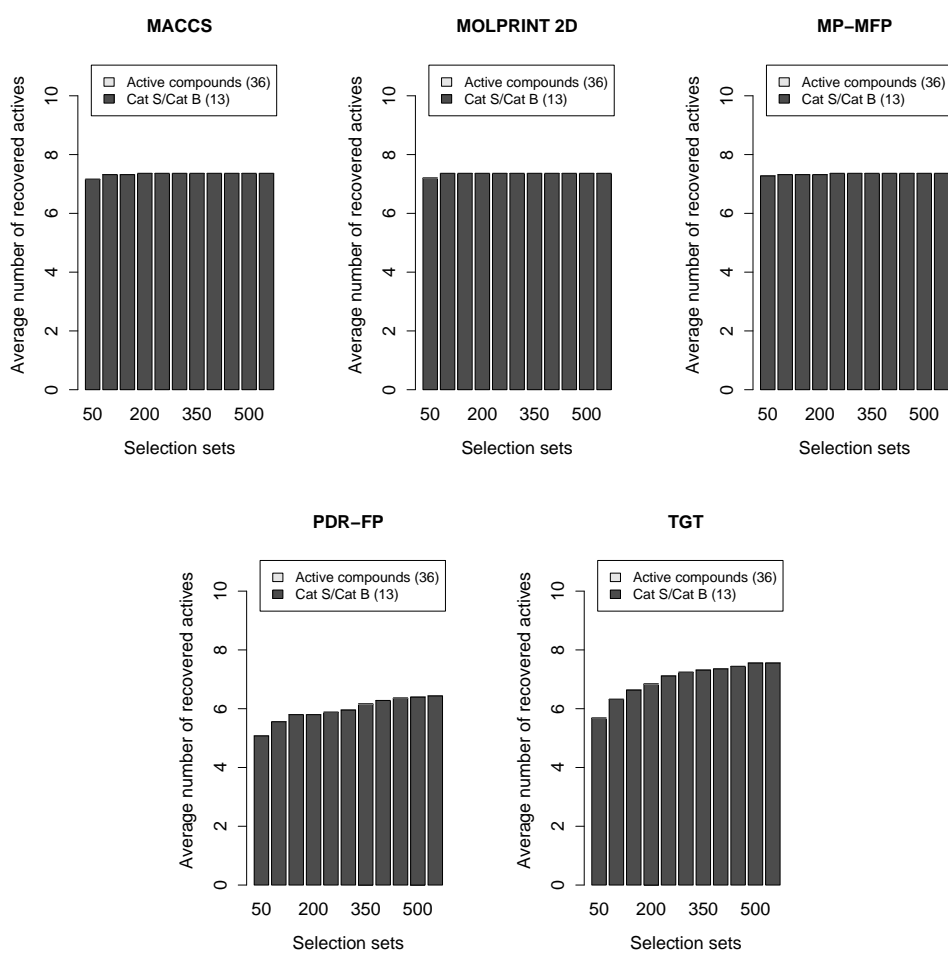 MACCS
Average number of recovered actives
10
8
6
4
2
0
Active compounds (36)
Cat S/Cat B (13)
50 200 350 500
Selection sets
MOLPRINT 2D
Average number of recovered actives
10
8
6
4
2
0
Active compounds (36)
Cat S/Cat B (13)
50 200 350 500
Selection sets
MP−MFP
Average number of recovered actives
10
8
6
4
2
0
Active compounds (36)
Cat S/Cat B (13)
50 200 350 500
Selection sets
PDR−FP
Average number of recovered actives
10
8
6
4
2
0
Active compounds (36)
Cat S/Cat B (13)
50 200 350 500
Selection sets
TGT
Average number of recovered actives
10
8
6
4
2
0
Active compounds (36)
Cat S/Cat B (13)
50 200 350 500
Selection sets